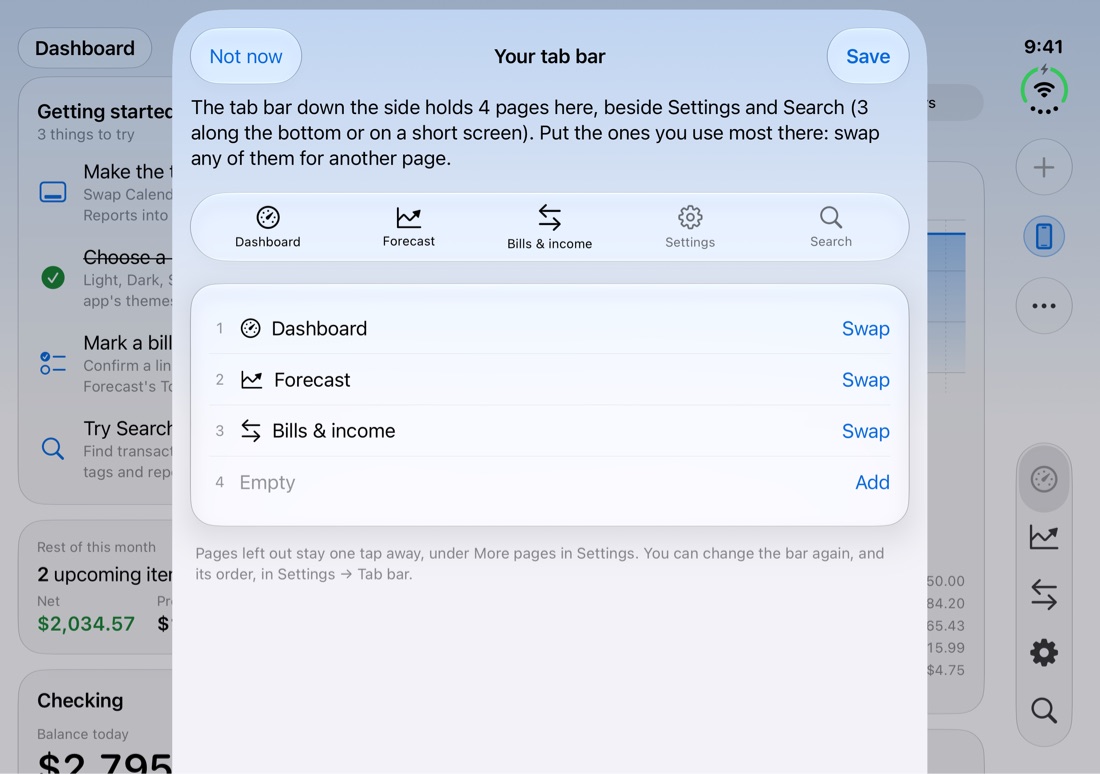 Dashboard
Not now
Your tab bar
Save
9:41
The tab bar down the side holds 4 pages here, beside Settings and Search (3
along the bottom or on a short screen). Put the ones you use most there: swap
any of them for another page.
Getting started
3 things to try
Make the
Swap Calend
Reports into
Choose a
Light, Dark,
app's theme
Mark a bill
Confirm a lin
Forecast's
Try Search
Find transac
tags and rep
Dashboard
Forecast
Bills & income
Settings
Search
1 Dashboard Swap
2 Forecast Swap
3 Bills & income Swap
4 Empty Add
Pages left out stay one tap away, under More pages in Settings. You can change the bar again, and
its order, in Settings → Tab bar.
Rest of this month
2 upcoming iter
Net
$2,034.57
Checking
Balance today
$2,795
50.00
84.20
65.43
15.99
$4.75